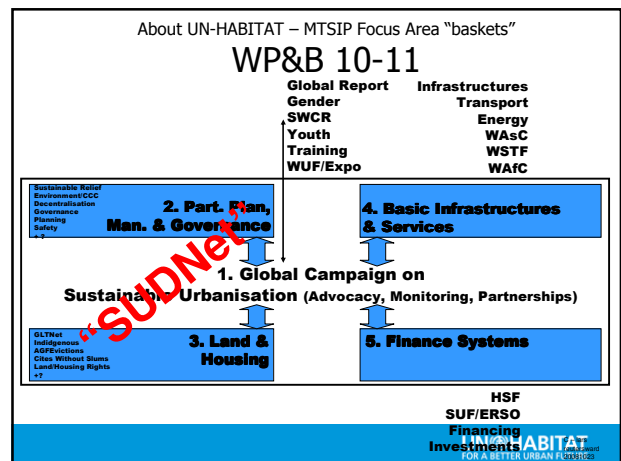 About UN-HABITAT – MTSIP Focus Area “baskets”
WP&B 10-11
Global Report
Gender
SWCR
Youth
Training
WUF/Expo
Infrastructures
Transport
Energy
WAsC
WSTF
WAfC
Sustainable Relief
Environment/CCC
Decentralisation
Governance
Planning
Safety
+ ?
2. Part. Plan,
Man. & Governance
4. Basic Infrastructures
& Services
“SUDNet”
1. Global Campaign on
Sustainable Urbanisation (Advocacy, Monitoring, Partnerships)
GLTNet
Indidgenous
AGFEvictions
Cites Without Slums
Land/Housing Rights
+?
3. Land &
Housing
5. Finance Systems
HSF
SUF/ERSO
Financing
Investments
UN-HABITAT
FOR A BETTER URBAN FUTURE
20091023